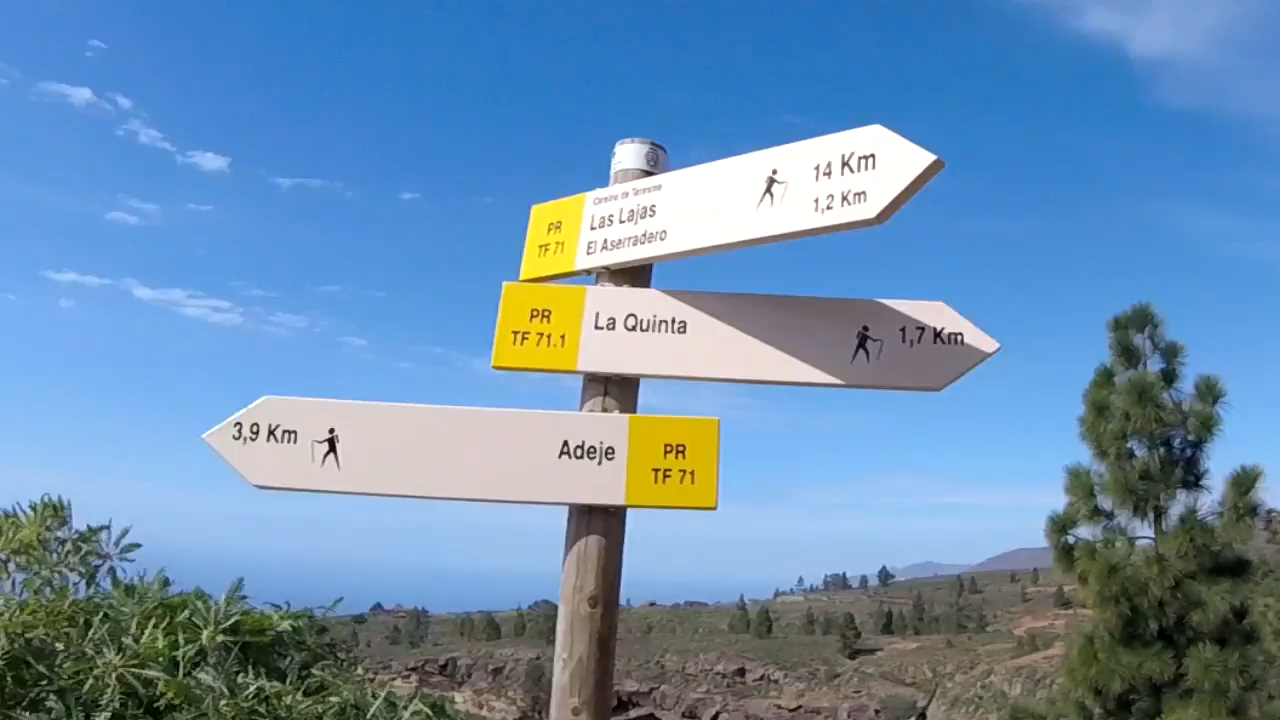 PR
TF 71
Camino de Teresme
Las Lajas
El Aserradero
14 Km
1,2 Km
PR
TF 71.1
La Quinta
1,7 Km
3,9 Km
Adeje
PR
TF 71